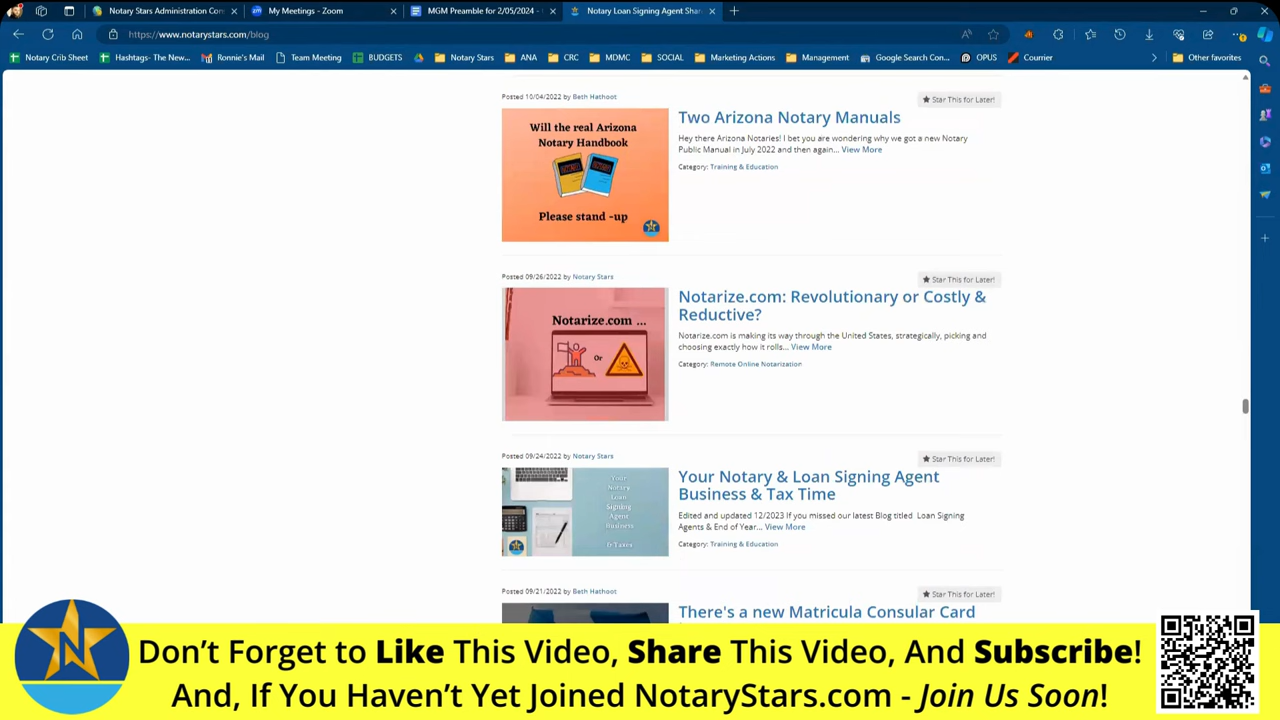 Notary Stars Administration Con
My Meetings - Zoom
MGM Preamble for 2/05/2024 -
Notary Loan Signing Agent Shar
https://www.notarystars.com/blog
Notary Crib Sheet
Hashtags- The New...
Ronnie's Mail
Team Meeting
BUDGETS
Notary Stars
ANA
CRC
MDMC
SOCIAL
Marketing Actions
Management
Google Search Con...
OPUS
Courrier
Other favorites
Posted 10/04/2022 by Beth Hathoot
Star This for Later!
Will the real Arizona
Notary Handbook
Please stand -up
Two Arizona Notary Manuals
Hey there Arizona Notaries! I bet you are wondering why we got a new Notary
Public Manual in July 2022 and then again... View More
Category: Training & Education
Posted 09/26/2022 by Notary Stars
Star This for Later!
Notarize.com ...
Or
Notarize.com: Revolutionary or Costly &
Reductive?
Notarize.com is making its way through the United States, strategically, picking and
choosing exactly how it rolls... View More
Category: Remote Online Notarization
Posted 09/24/2022 by Notary Stars
Star This for Later!
Your
Notary
Loan
Signing
Agent
Business
& Taxes
Your Notary & Loan Signing Agent
Business & Tax Time
Edited and updated 12/2023 If you missed our latest Blog titled Loan Signing
Agents & End of Year... View More
Category: Training & Education
Posted 09/21/2022 by Beth Hathoot
Star This for Later!
There's a new Matricula Consular Card
N
Don't Forget to Like This Video, Share This Video, And Subscribe!
And, If You Haven't Yet Joined NotaryStars.com - Join Us Soon!